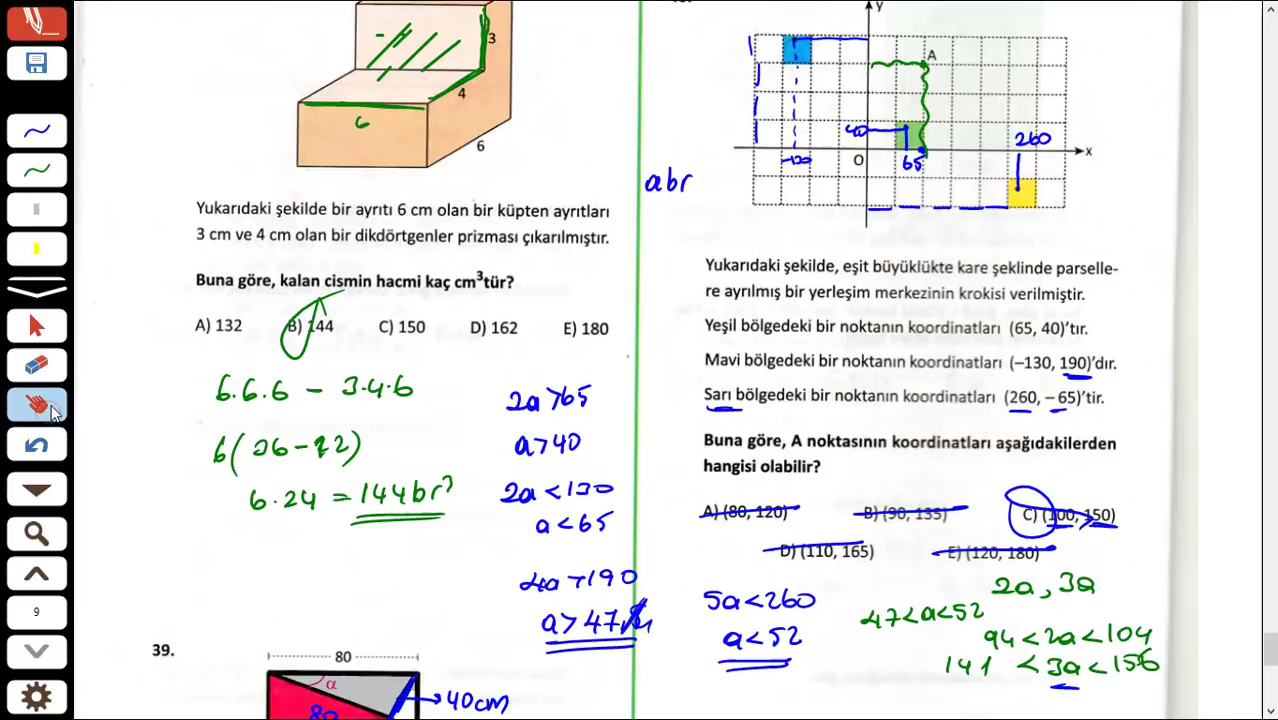 3
4
6
6
Yukarıdaki şekilde bir ayrıtı 6 cm olan bir küpten ayrıtları
3 cm ve 4 cm olan bir dikdörtgenler prizması çıkarılmıştır.
Buna göre, kalan cismin hacmi kaç cm³tür?
A) 132 B) 144 C) 150 D) 162 E) 180
6.6.6 - 3.4.6
6.24 = 144br³
2a > 65
a > 40
2a < 130
a < 65
4a > 190
a > 47
39.
80
α
80
→ 40cm
y
A
40
260
x
O
-130
65
abr
Yukarıdaki şekilde, eşit büyüklükte kare şeklinde parselle-
re ayrılmış bir yerleşim merkezinin krokisi verilmiştir.
Yeşil bölgedeki bir noktanın koordinatları (65, 40)'tır.
Mavi bölgedeki bir noktanın koordinatları (−130, 190)'dır.
Sarı bölgedeki bir noktanın koordinatları (260, − 65)'tir.
Buna göre, A noktasının koordinatları aşağıdakilerden
hangisi olabilir?
A) (80, 120) B) (90, 135) C) (100, 150)
D) (110, 165) E) (120, 180)
2a, 3a
5a < 260
47 < a < 52
a < 52
94 < 2a < 104
141 < 3a < 156
9